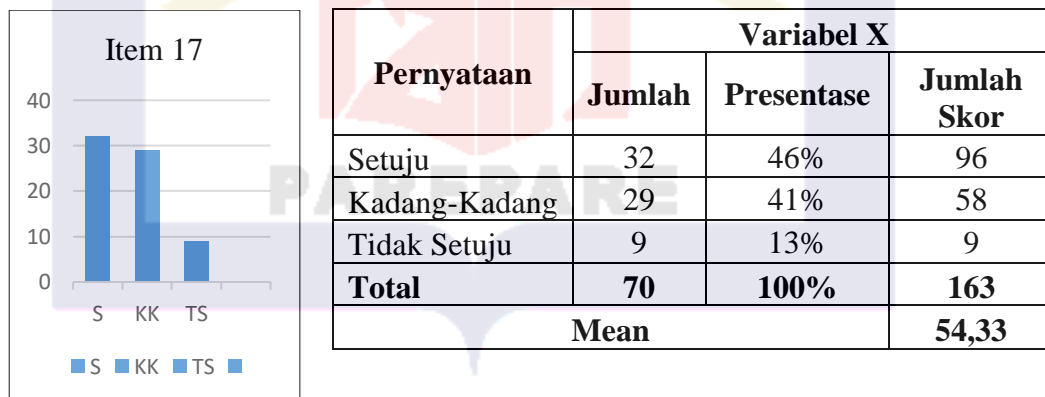 Item 17
40
30
20
10
0
S KK TS
S KK TS
Pernyataan Variabel X
Jumlah Presentase Jumlah Skor
Setuju 32 46% 96
Kadang-Kadang 29 41% 58
Tidak Setuju 9 13% 9
Total 70 100% 163
Mean 54,33
PAREPARE